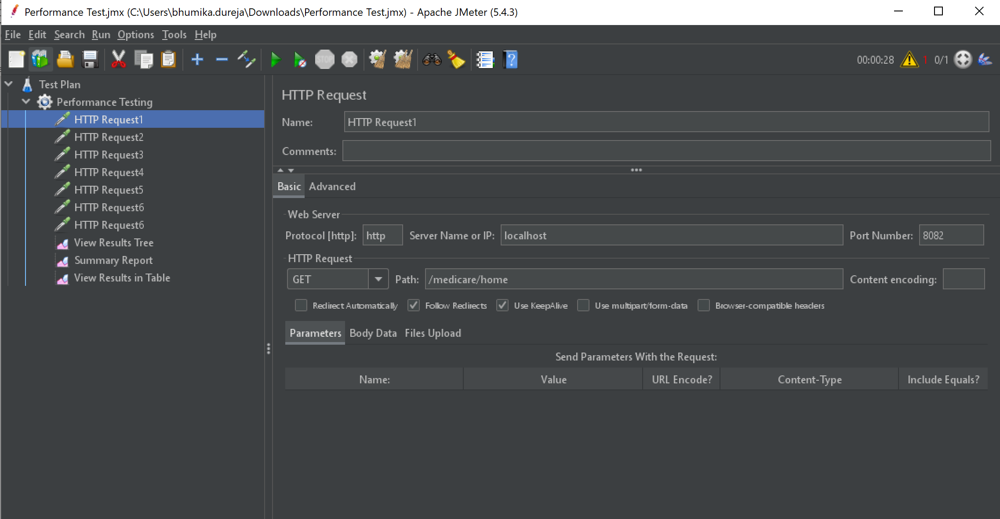 Performance Test.jmx (C:\Users\bhumika.dureja\Downloads\Performance Test.jmx) - Apache JMeter (5.4.3)
File Edit Search Run Options Tools Help
STOP ? 00:00:28 1 0/1
Test Plan
Performance Testing
HTTP Request1
HTTP Request2
HTTP Request3
HTTP Request4
HTTP Request5
HTTP Request6
HTTP Request6
View Results Tree
Summary Report
View Results in Table
HTTP Request
Name: HTTP Request1
Comments:
Basic Advanced
Web Server
Protocol [http]: http Server Name or IP: localhost Port Number: 8082
HTTP Request
GET Path: /medicare/home Content encoding:
Redirect Automatically Follow Redirects Use KeepAlive Use multipart/form-data Browser-compatible headers
Parameters Body Data Files Upload
Send Parameters With the Request:
Name: Value URL Encode? Content-Type Include Equals?